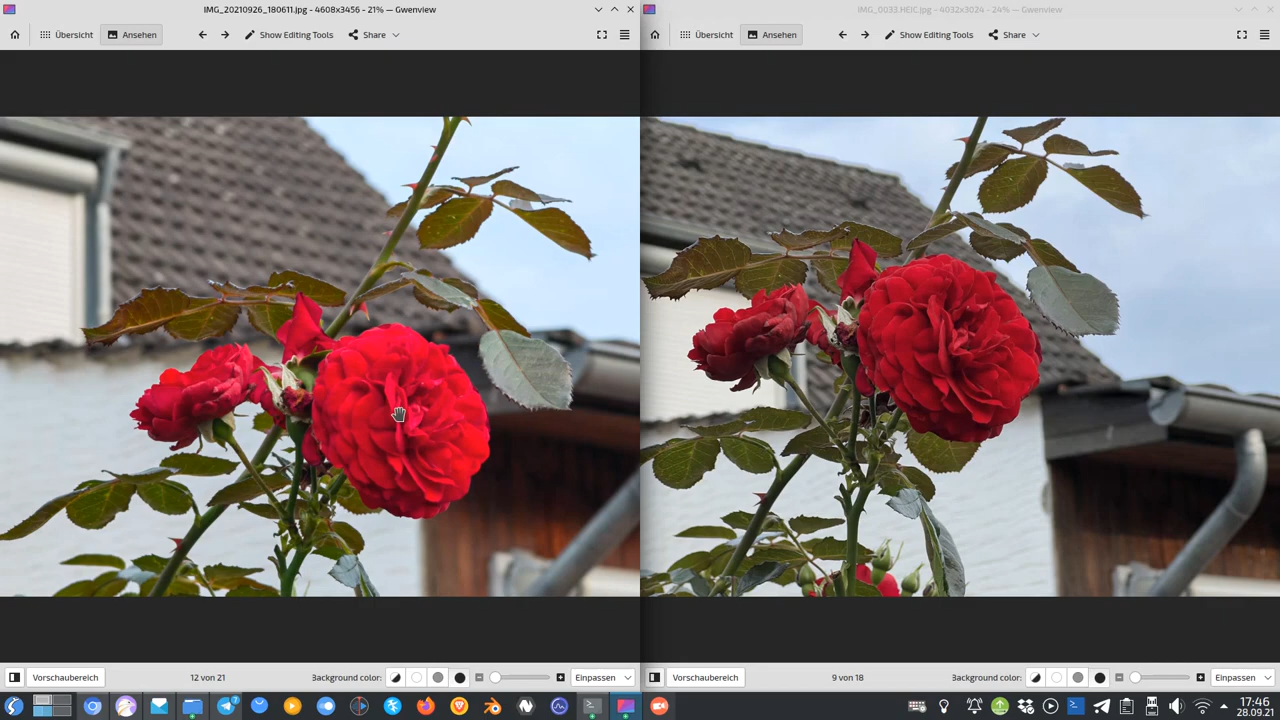 IMG_20210926_180611.jpg - 4608x3456 - 21% — Gwenview
Übersicht
Ansehen
Show Editing Tools
Share
Vorschaubereich
12 von 21
Background color:
Einpassen
IMG_0033.HEIC.jpg - 4032x3024 - 24% — Gwenview
Übersicht
Ansehen
Show Editing Tools
Share
Vorschaubereich
9 von 18
Background color:
Einpassen
7
17:46
28.09.21